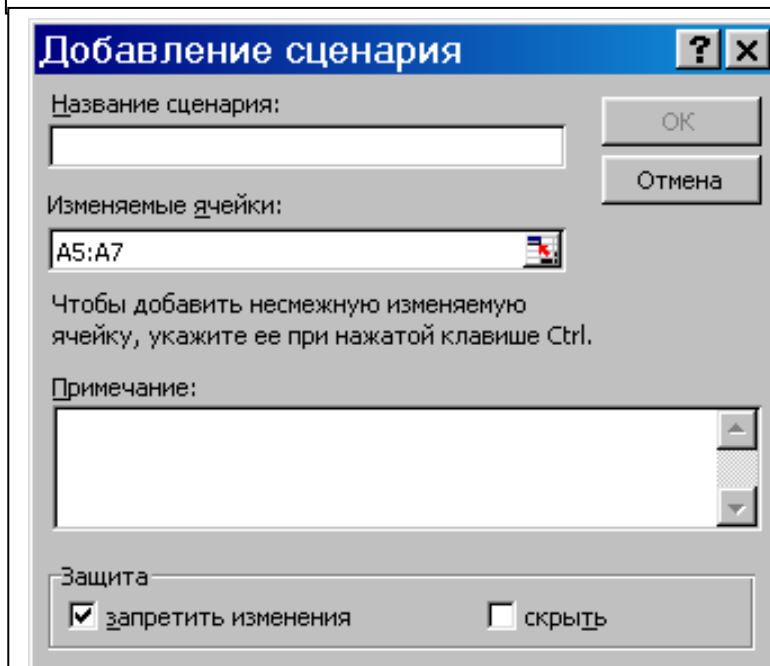 Добавление сценария
Название сценария:
OK
Отмена
Изменяемые ячейки:
A5:A7
Чтобы добавить несмежную изменяемую
ячейку, укажите ее при нажатой клавише Ctrl.
Примечание:
Защита
запретить изменения
скрыть